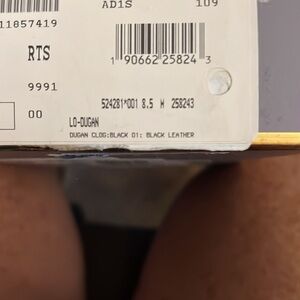 AD1S 109
11857419
RTS
1 90662 25824 3
9991
524281*001 8.5 M 258243
00
LO-DUGAN
DUGAN CLOG:BLACK 01: BLACK LEATHER